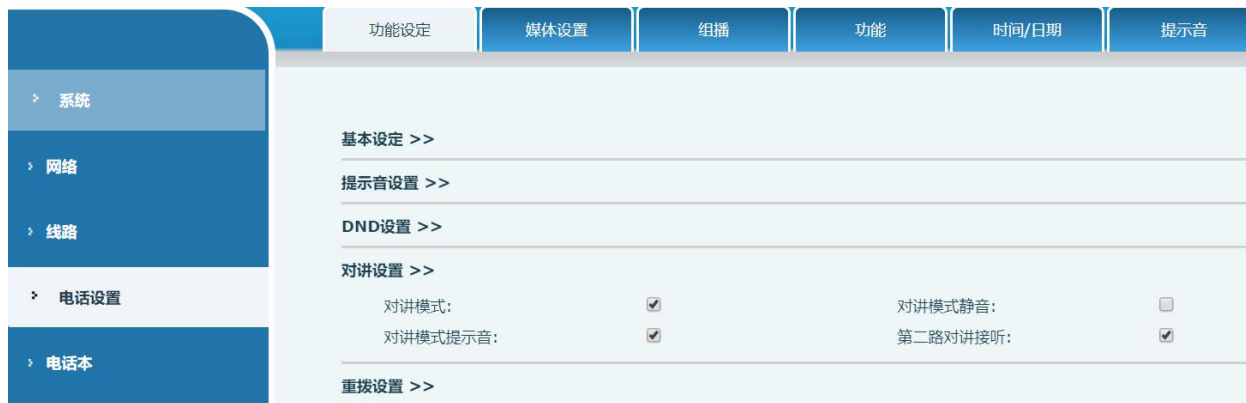 功能设定 媒体设置 组播 功能 时间/日期 提示音
系统
网络
线路
电话设置
电话本
基本设定 >>
提示音设置 >>
DND设置 >>
对讲设置 >>
对讲模式: 对讲模式静音:
对讲模式提示音: 第二路对讲接听:
重拨设置 >>